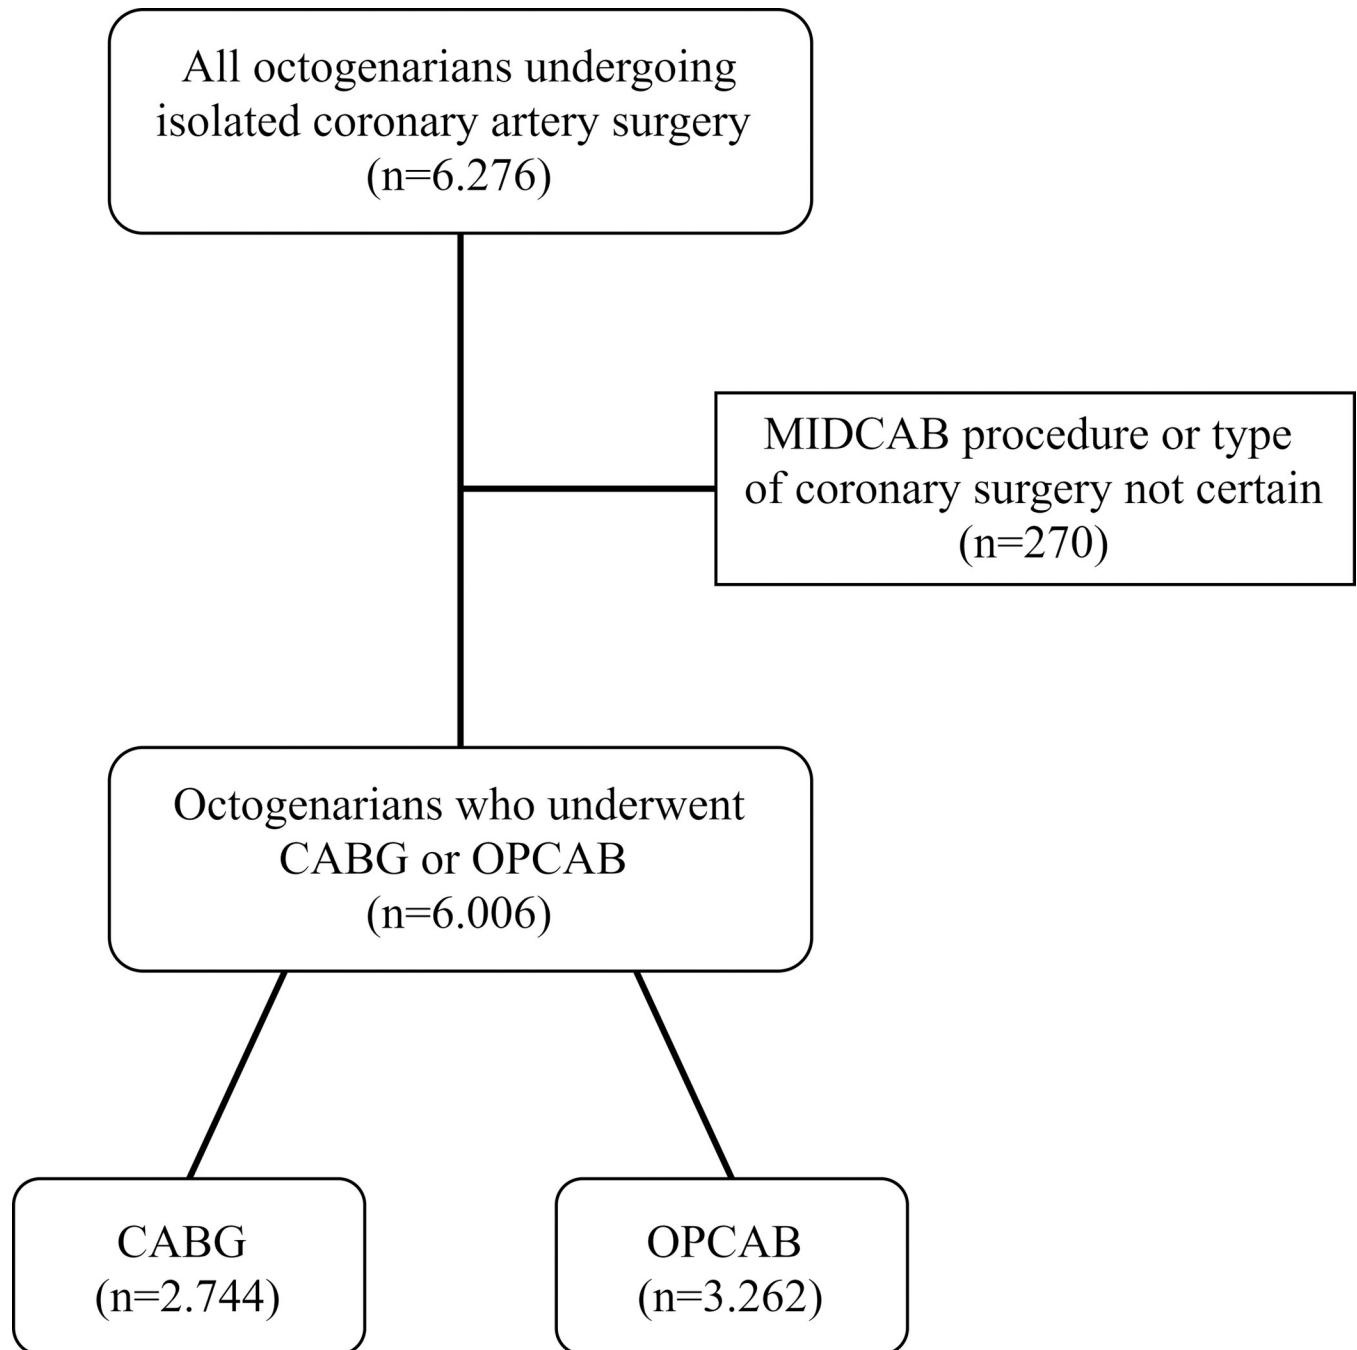 All octogenarians undergoing
isolated coronary artery surgery
(n=6.276)
MIDCAB procedure or type
of coronary surgery not certain
(n=270)
Octogenarians who underwent
CABG or OPCAB
(n=6.006)
CABG
(n=2.744)
OPCAB
(n=3.262)